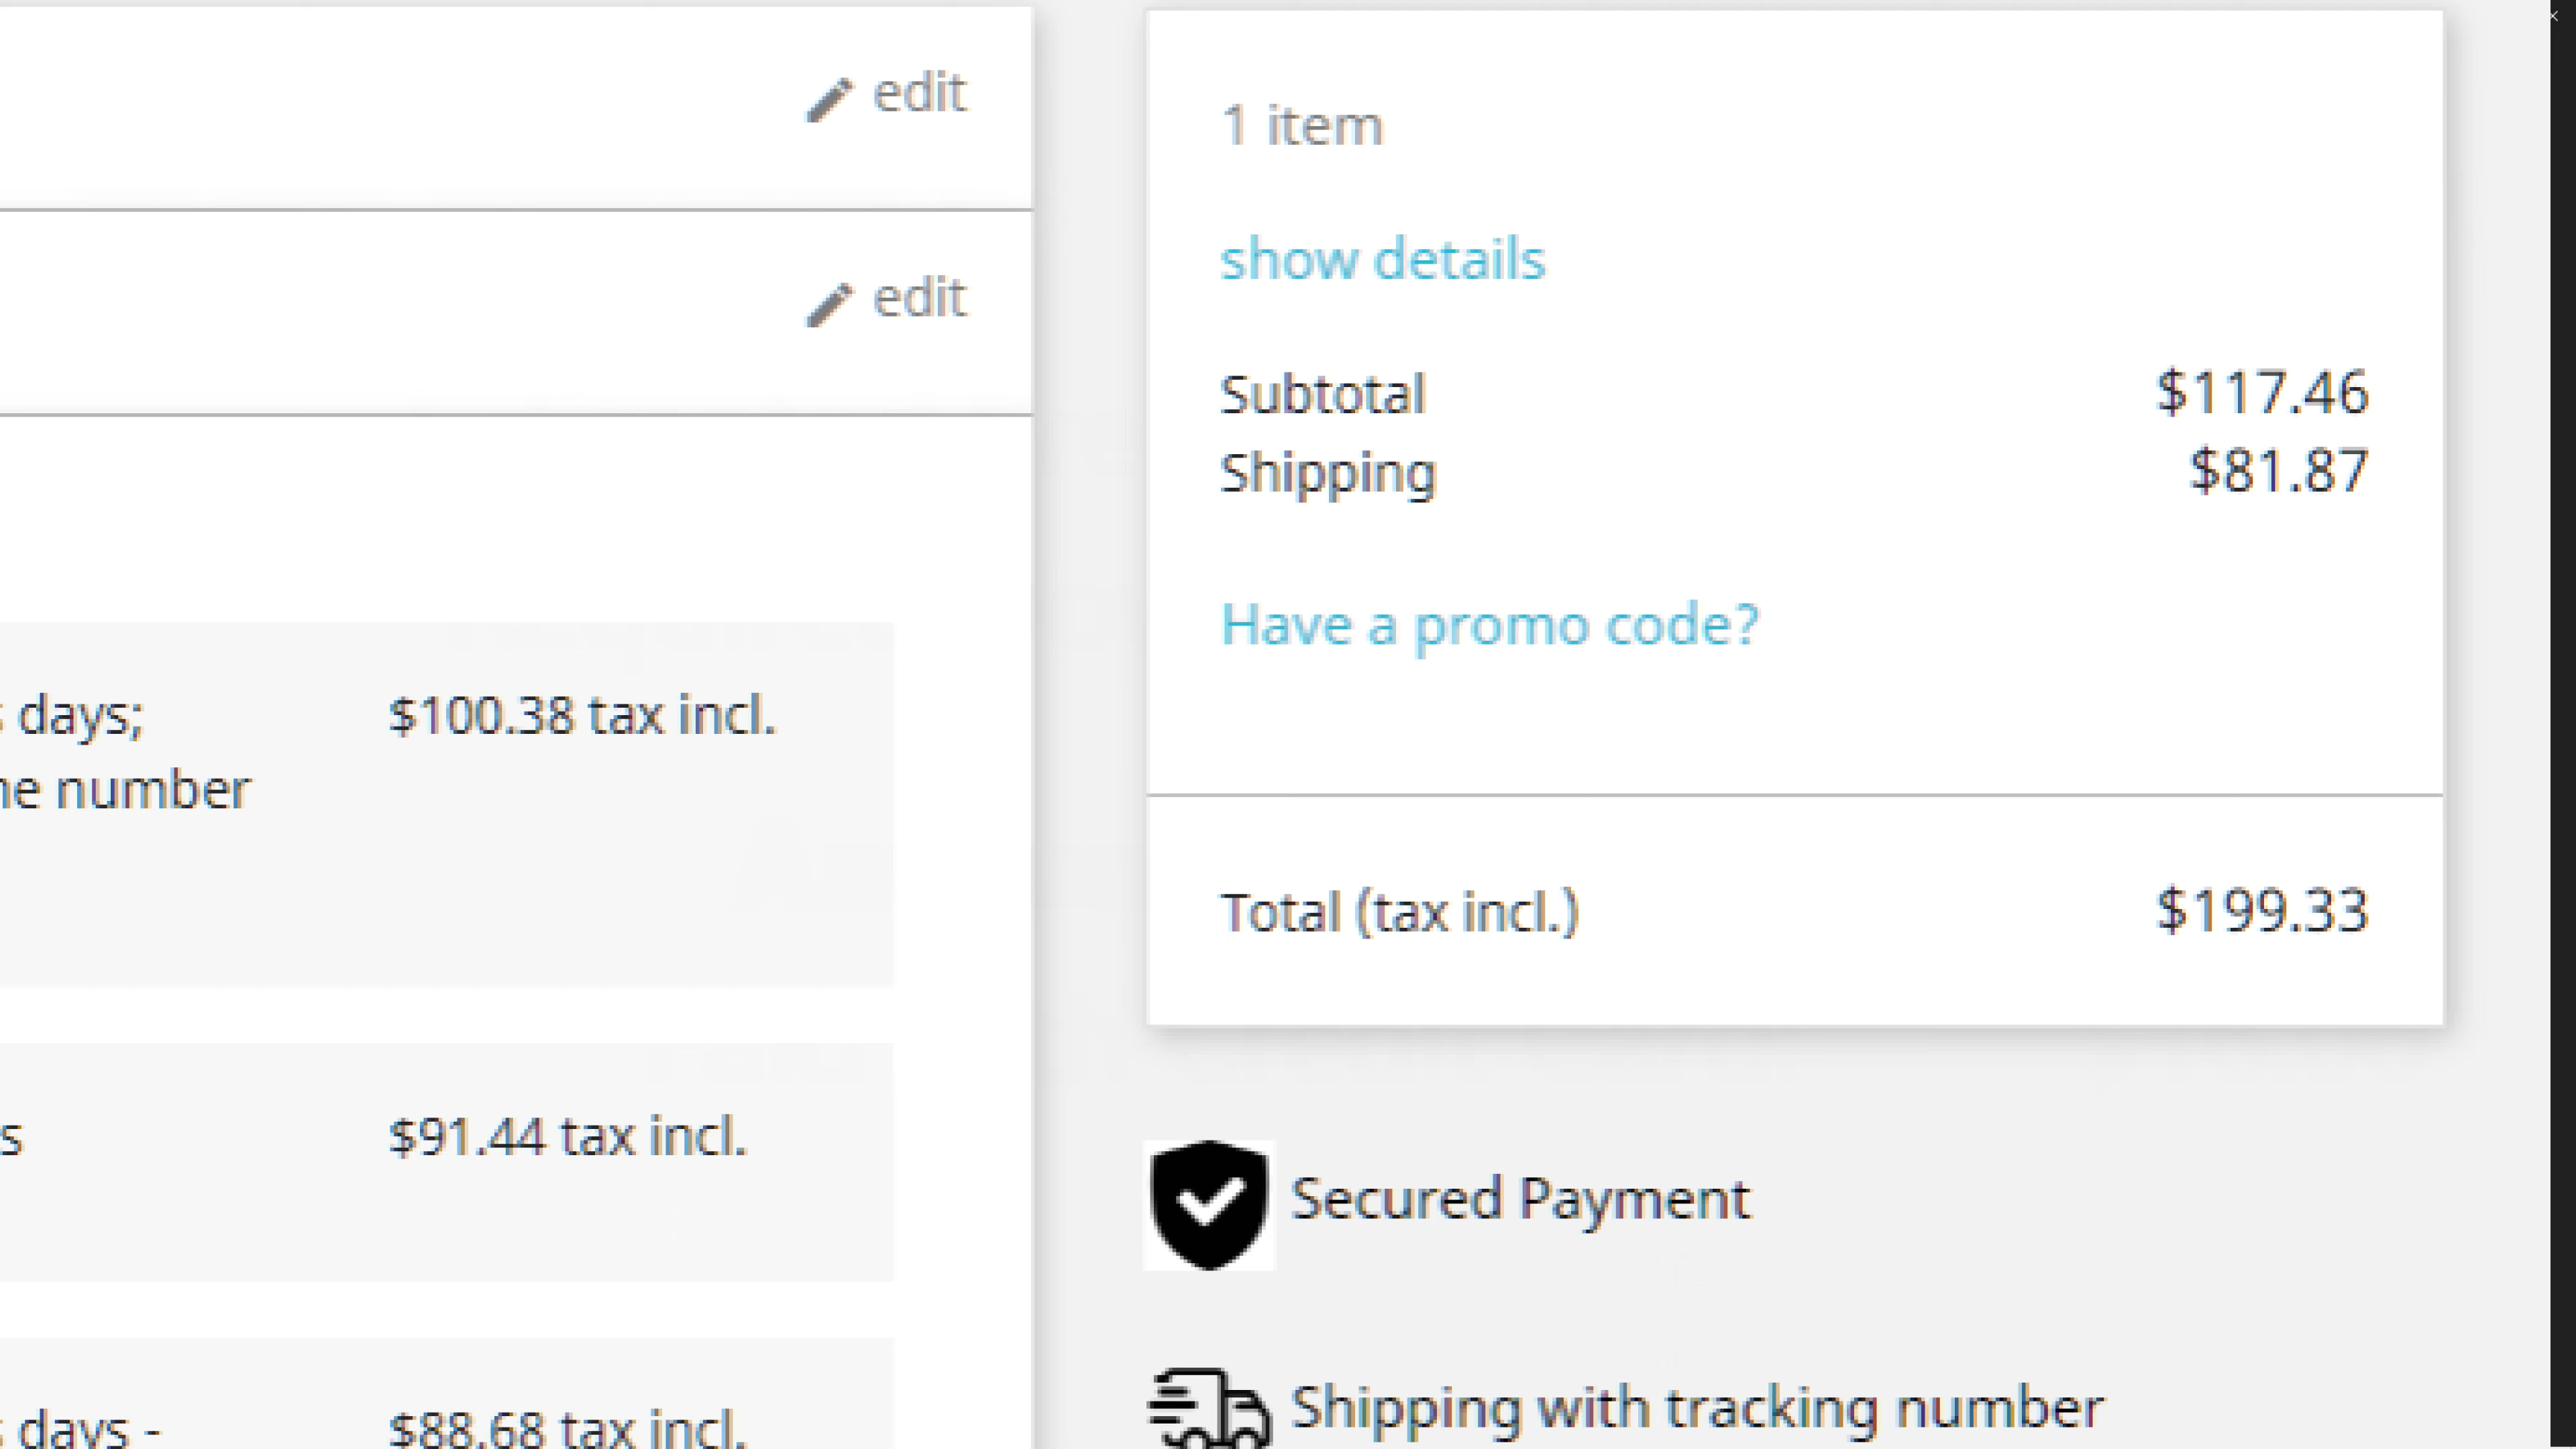 edit
edit
days;
$100.38 tax incl.
number
$91.44 tax incl.
days -
$88.68 tax incl.
1 item
show details
Subtotal
$117.46
Shipping
$81.87
Have a promo code?
Total (tax incl.)
$199.33
Secured Payment
Shipping with tracking number